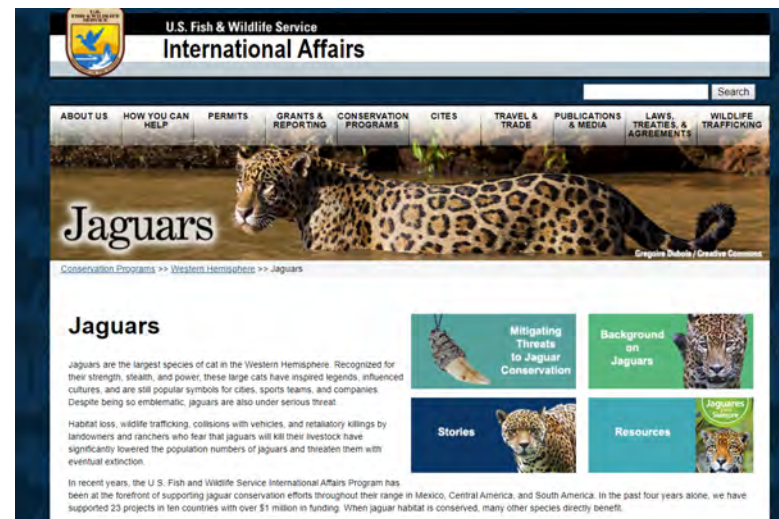 U.S.
FISH & WILDLIFE
SERVICE
U.S. Fish & Wildlife Service
International Affairs
Search
ABOUT US
HOW YOU CAN
HELP
PERMITS
GRANTS &
REPORTING
CONSERVATION
PROGRAMS
CITES
TRAVEL &
TRADE
PUBLICATIONS
& MEDIA
LAWS,
TREATIES, &
AGREEMENTS
WILDLIFE
TRAFFICKING
Jaguars
Gregoire Dubois / Creative Commons
Conservation Programs >> Western Hemisphere >> Jaguars
Jaguars
Jaguars are the largest species of cat in the Western Hemisphere. Recognized for
their strength, stealth, and power, these large cats have inspired legends, influenced
cultures, and are still popular symbols for cities, sports teams, and companies.
Despite being so emblematic, jaguars are also under serious threat.
Habitat loss, wildlife trafficking, collisions with vehicles, and retaliatory killings by
landowners and ranchers who fear that jaguars will kill their livestock have
significantly lowered the population numbers of jaguars and threaten them with
eventual extinction.
In recent years, the U.S. Fish and Wildlife Service International Affairs Program has
been at the forefront of supporting jaguar conservation efforts throughout their range in Mexico, Central America, and South America. In the past four years alone, we have
supported 23 projects in ten countries with over $1 million in funding. When jaguar habitat is conserved, many other species directly benefit.
Mitigating
Threats
to Jaguar
Conservation
Background
on
Jaguars
Stories
Resources
Jaguares